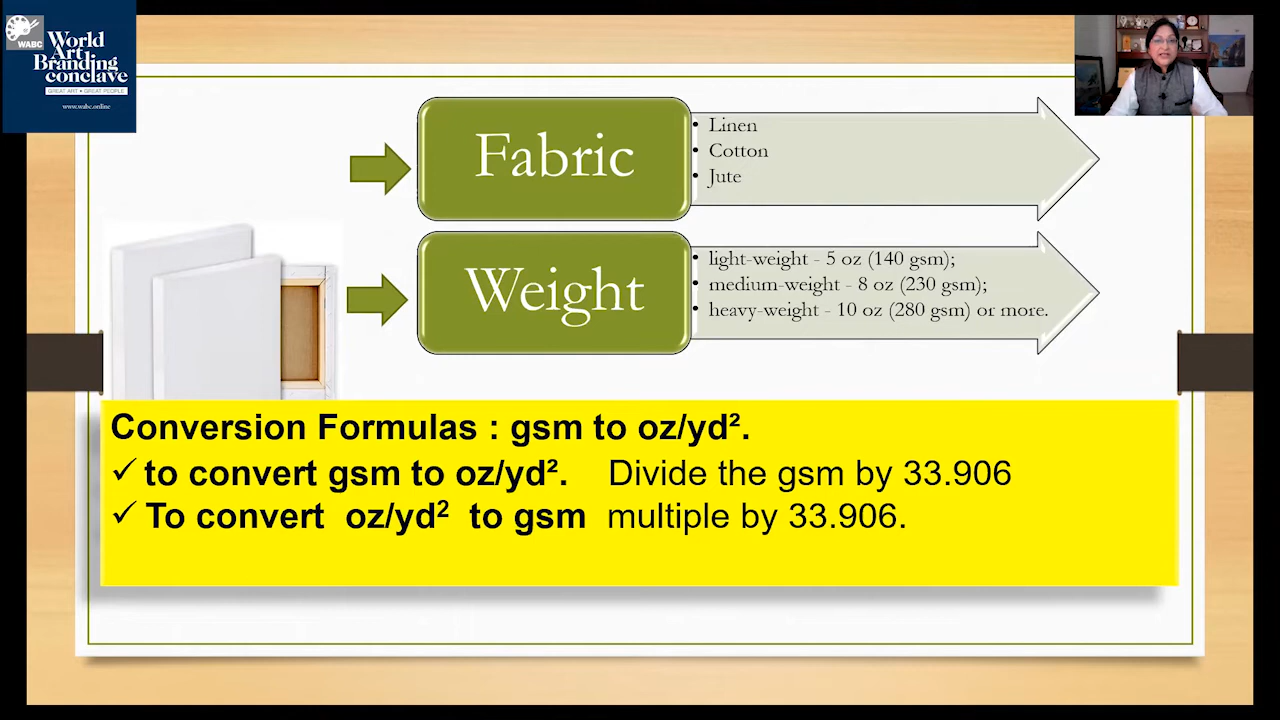 WABC
World
Art
Branding
conclave
GREAT ART • GREAT PEOPLE
www.wabc.online
Fabric
• Linen
• Cotton
• Jute
Weight
• light-weight - 5 oz (140 gsm);
• medium-weight - 8 oz (230 gsm);
• heavy-weight - 10 oz (280 gsm) or more.
Conversion Formulas : gsm to oz/yd².
✓ to convert gsm to oz/yd². Divide the gsm by 33.906
✓ To convert oz/yd² to gsm multiple by 33.906.